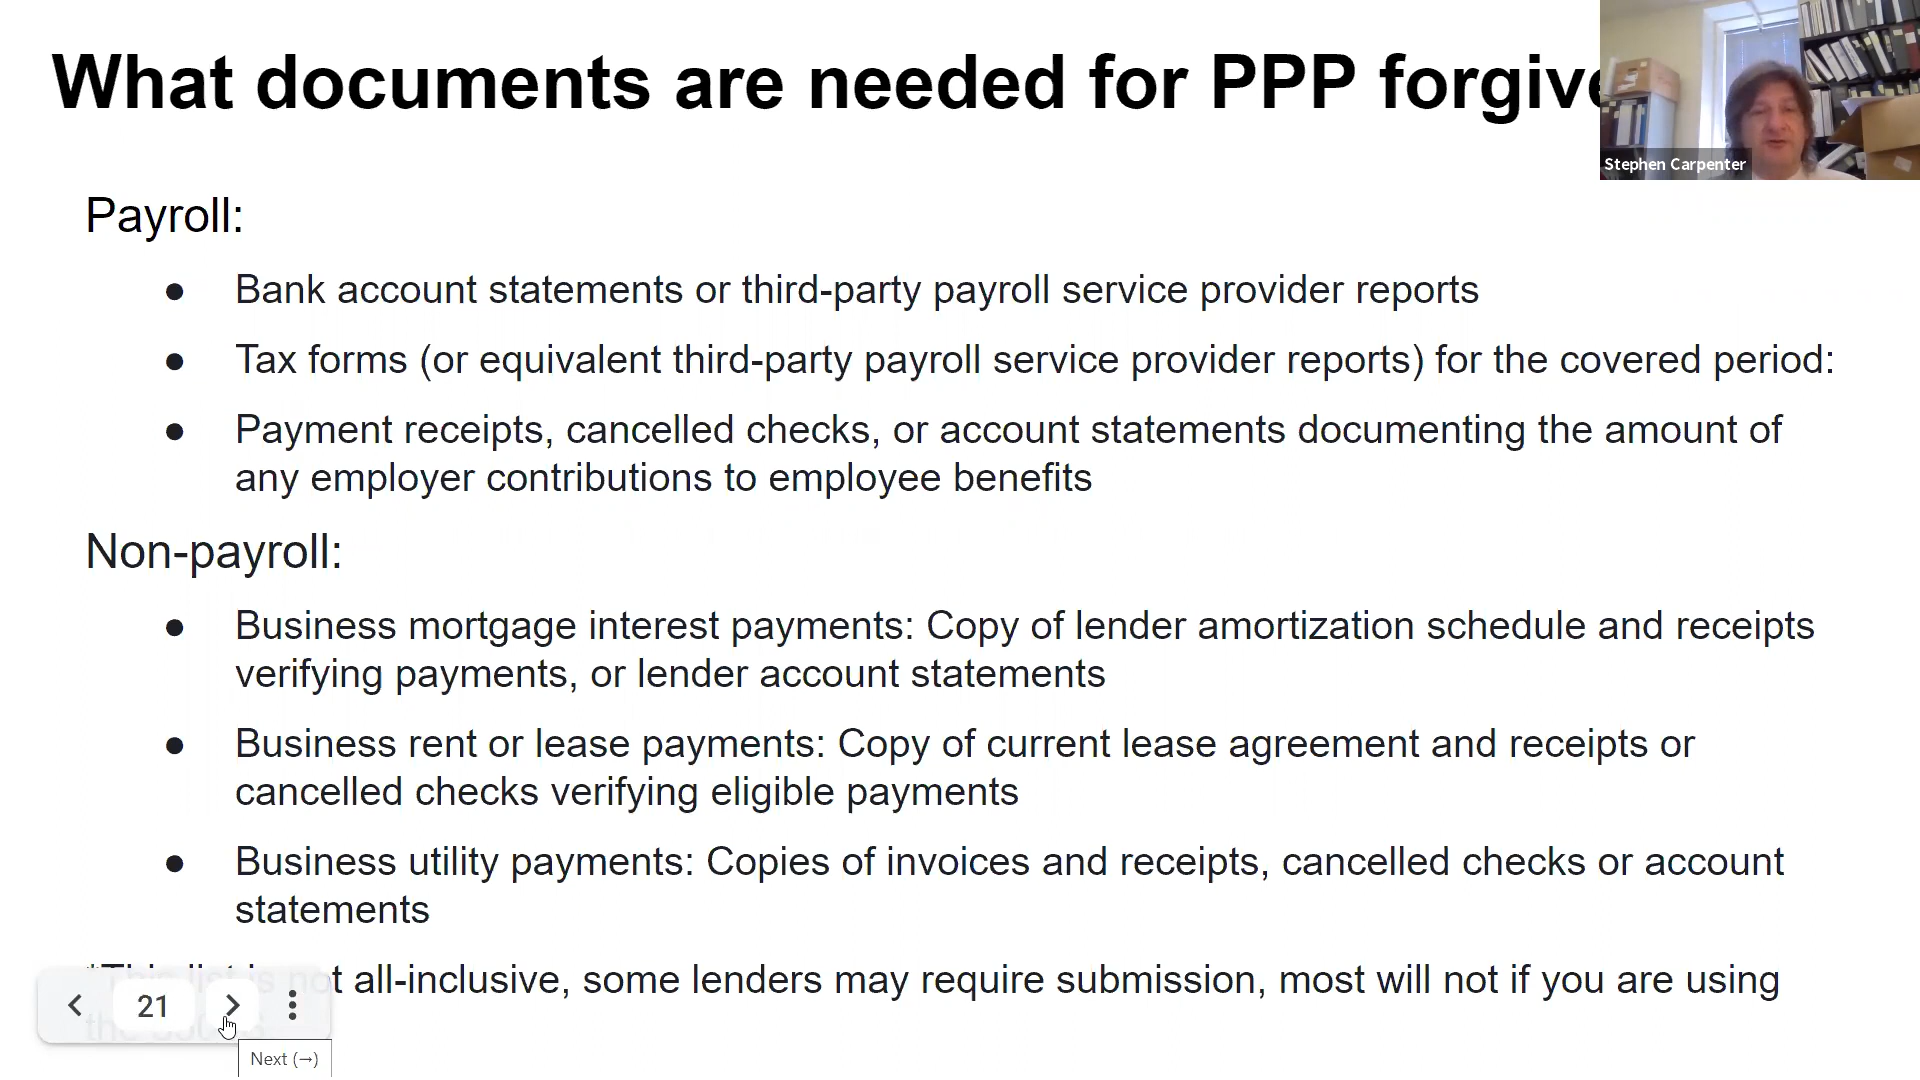 What documents are needed for PPP forgive
Stephen Carpenter
Payroll:
● Bank account statements or third-party payroll service provider reports
● Tax forms (or equivalent third-party payroll service provider reports) for the covered period:
● Payment receipts, cancelled checks, or account statements documenting the amount of
any employer contributions to employee benefits
Non-payroll:
● Business mortgage interest payments: Copy of lender amortization schedule and receipts
verifying payments, or lender account statements
● Business rent or lease payments: Copy of current lease agreement and receipts or
cancelled checks verifying eligible payments
● Business utility payments: Copies of invoices and receipts, cancelled checks or account
statements
*This list is not all-inclusive, some lenders may require submission, most will not if you are using
the
21
Next (→)